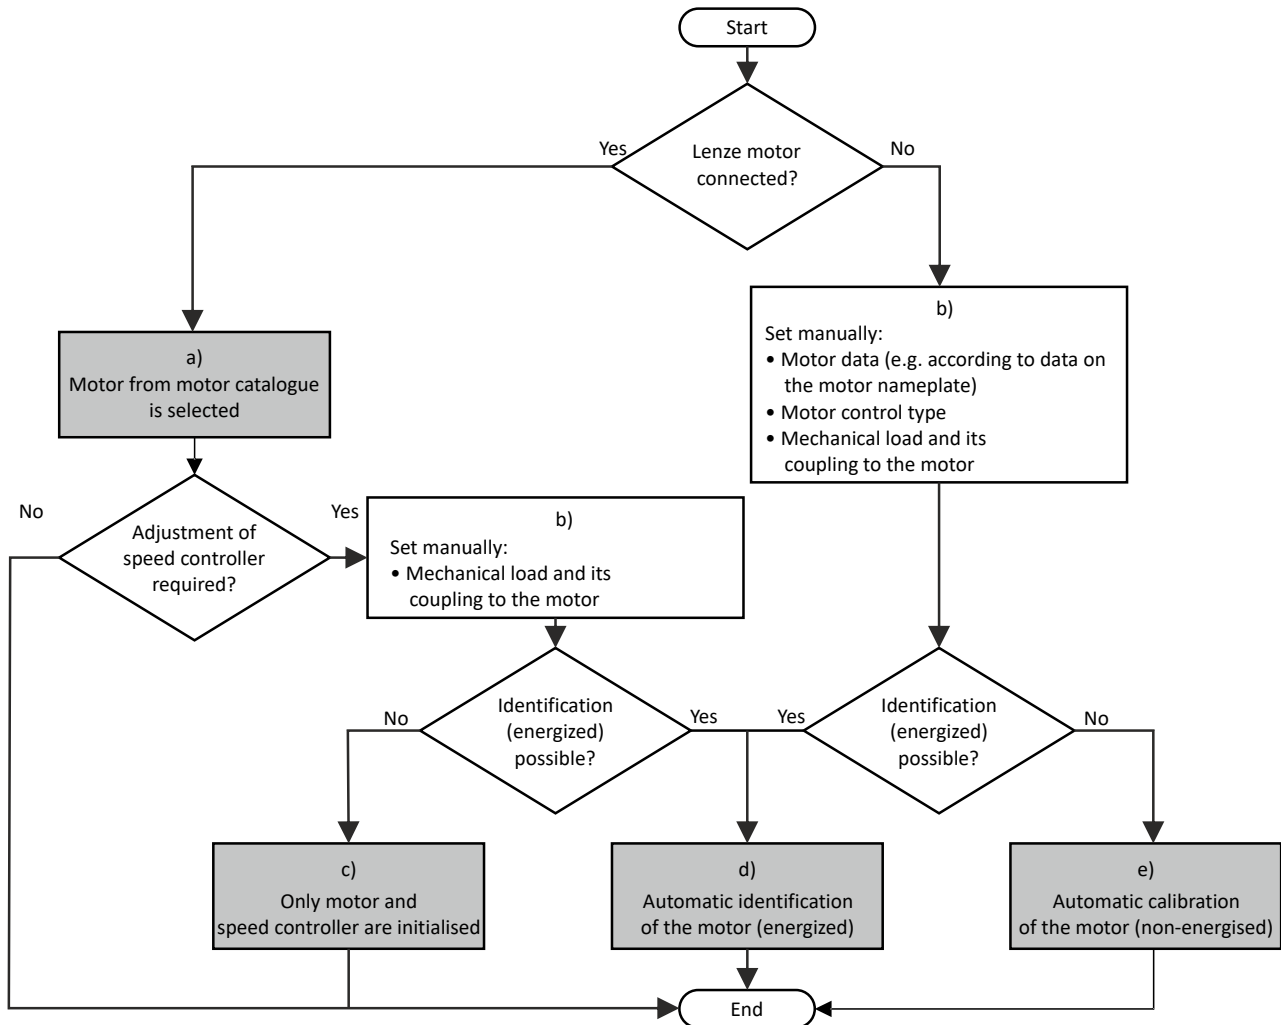 Start
Lenze motor
connected?
Yes
No
a)
Motor from motor catalogue
is selected
b)
Set manually:
• Motor data (e.g. according to data on
the motor nameplate)
• Motor control type
• Mechanical load and its
coupling to the motor
No
Adjustment of
speed controller
required?
Yes
b)
Set manually:
• Mechanical load and its
coupling to the motor
No
Identification
(energized)
possible?
Yes
Yes
Identification
(energized)
possible?
No
c)
Only motor and
speed controller are initialised
d)
Automatic identification
of the motor (energized)
e)
Automatic calibration
of the motor (non-energised)
End